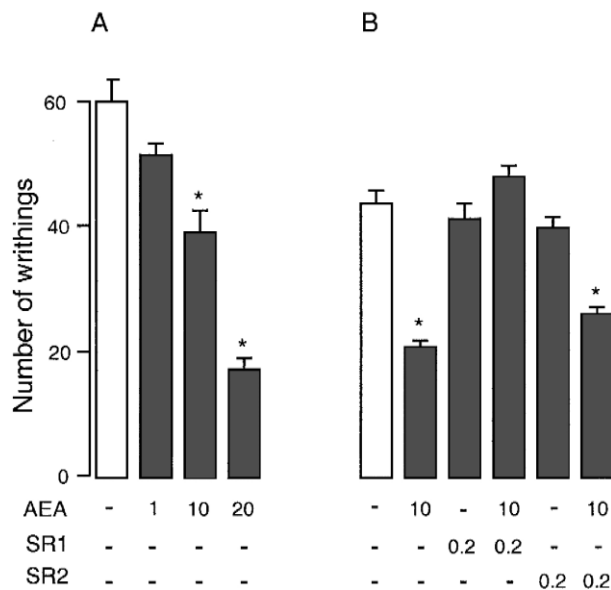 A B
60
40
20
0
Number of writhings
* * * *
AEA - 1 10 20 - 10 - 10 - 10
SR1 - - - - - - 0.2 0.2 - -
SR2 - - - - - - - - 0.2 0.2